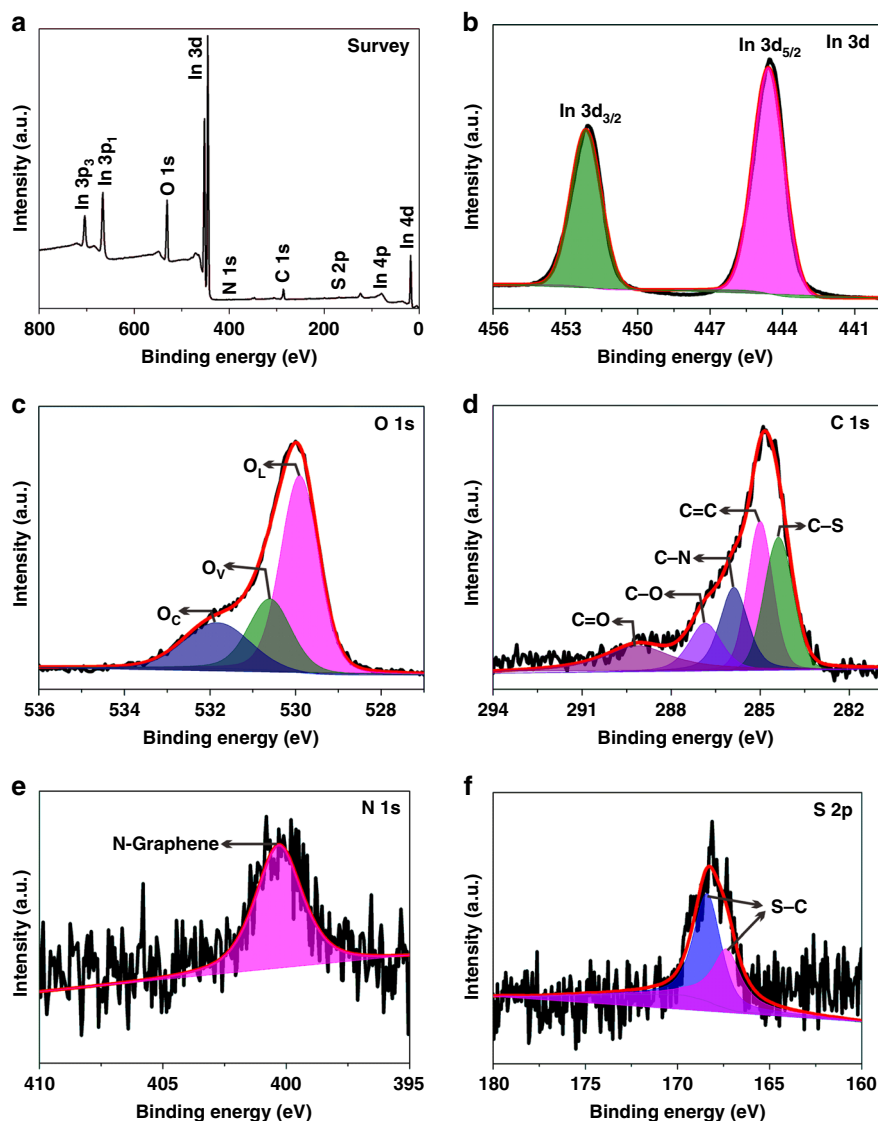 a
Survey
In 3p₃
In 3p₁
O 1s
In 3d
N 1s
C 1s
S 2p
In 4p
In 4d
Intensity (a.u.)
800 600 400 200 0
Binding energy (eV)
b
In 3d
In 3d₃/₂
In 3d₅/₂
Intensity (a.u.)
456 453 450 447 444 441
Binding energy (eV)
c
O 1s
O_L
O_V
O_C
Intensity (a.u.)
536 534 532 530 528
Binding energy (eV)
d
C 1s
C=C
C–S
C–N
C–O
C=O
Intensity (a.u.)
294 291 288 285 282
Binding energy (eV)
e
N 1s
N-Graphene
Intensity (a.u.)
410 405 400 395
Binding energy (eV)
f
S 2p
S–C
Intensity (a.u.)
180 175 170 165 160
Binding energy (eV)